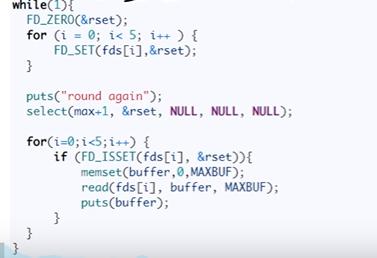 while(1){
FD_ZERO(&rset);
for (i = 0; i< 5; i++ ) {
FD_SET(fds[i],&rset);
}
puts("round again");
select(max+1, &rset, NULL, NULL, NULL);
for(i=0;i<5;i++) {
if (FD_ISSET(fds[i], &rset)){
memset(buffer,0,MAXBUF);
read(fds[i], buffer, MAXBUF);
puts(buffer);
}
}
}